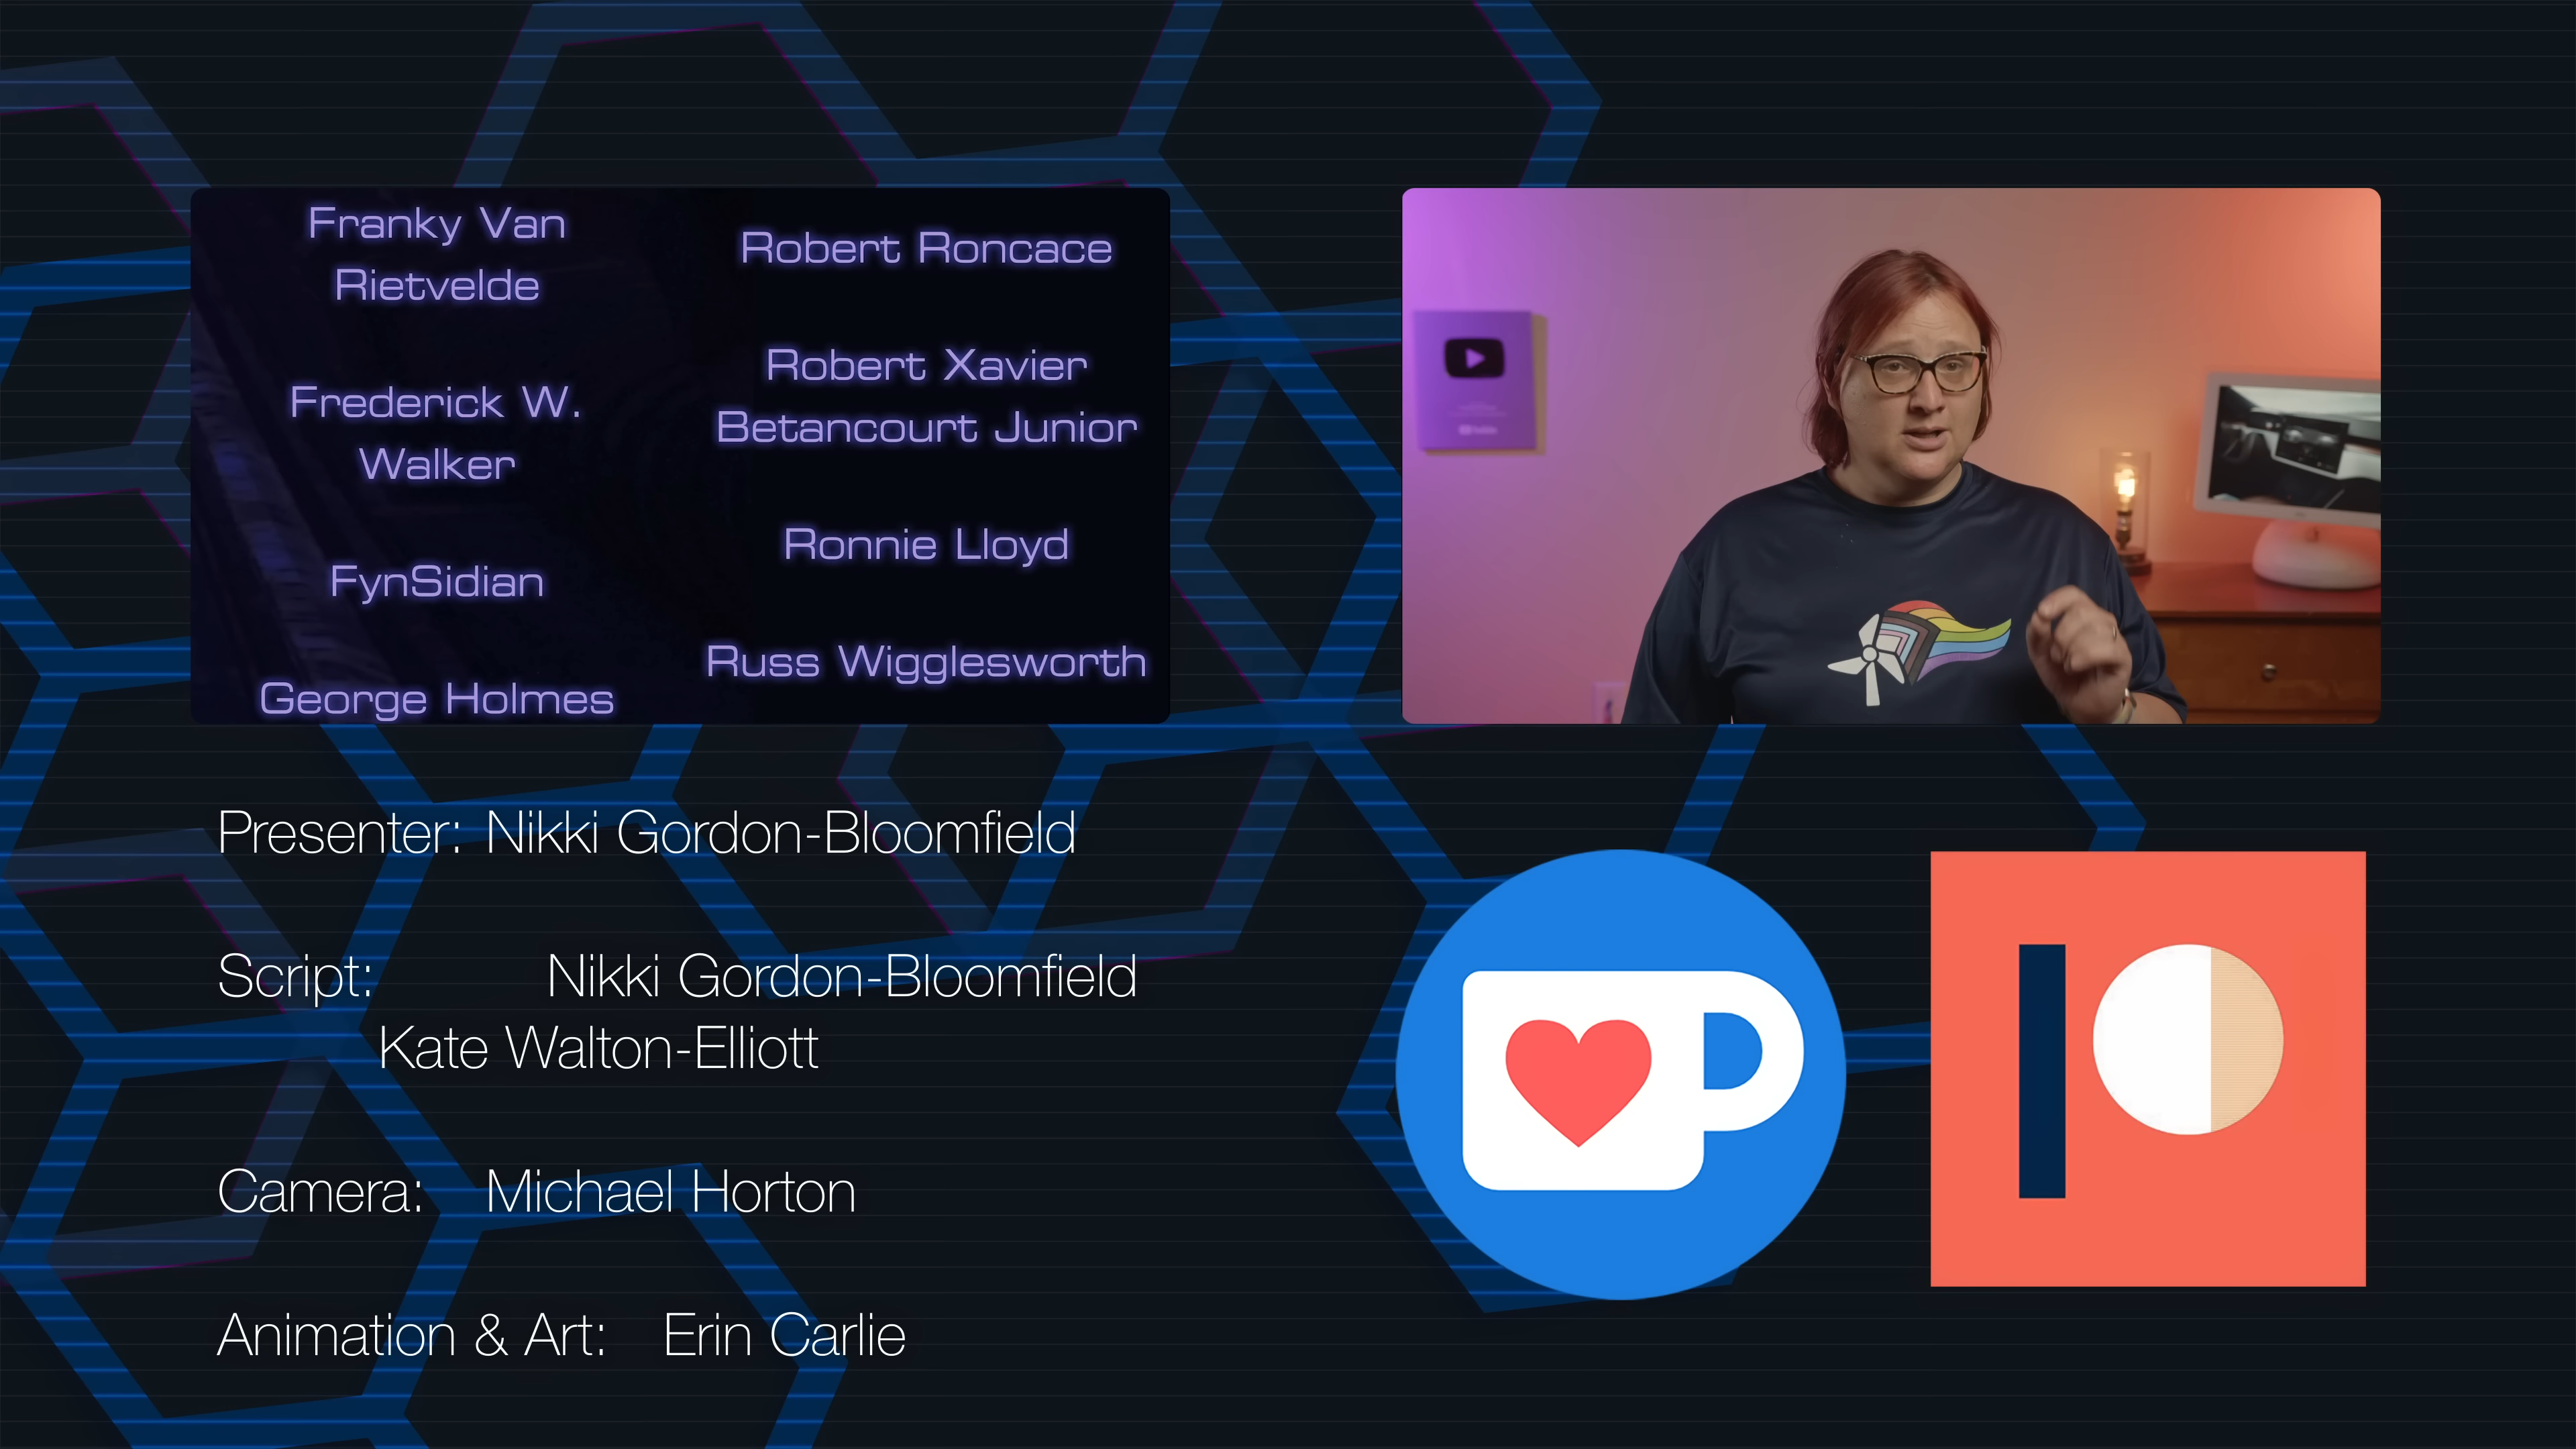 Franky Van
Rietvelde
Frederick W.
Walker
FynSidian
George Holmes
Robert Roncace
Robert Xavier
Betancourt Junior
Ronnie Lloyd
Russ Wigglesworth
Presenter: Nikki Gordon-Bloomfield
Script: Nikki Gordon-Bloomfield
Kate Walton-Elliott
Camera: Michael Horton
Animation & Art: Erin Carlie